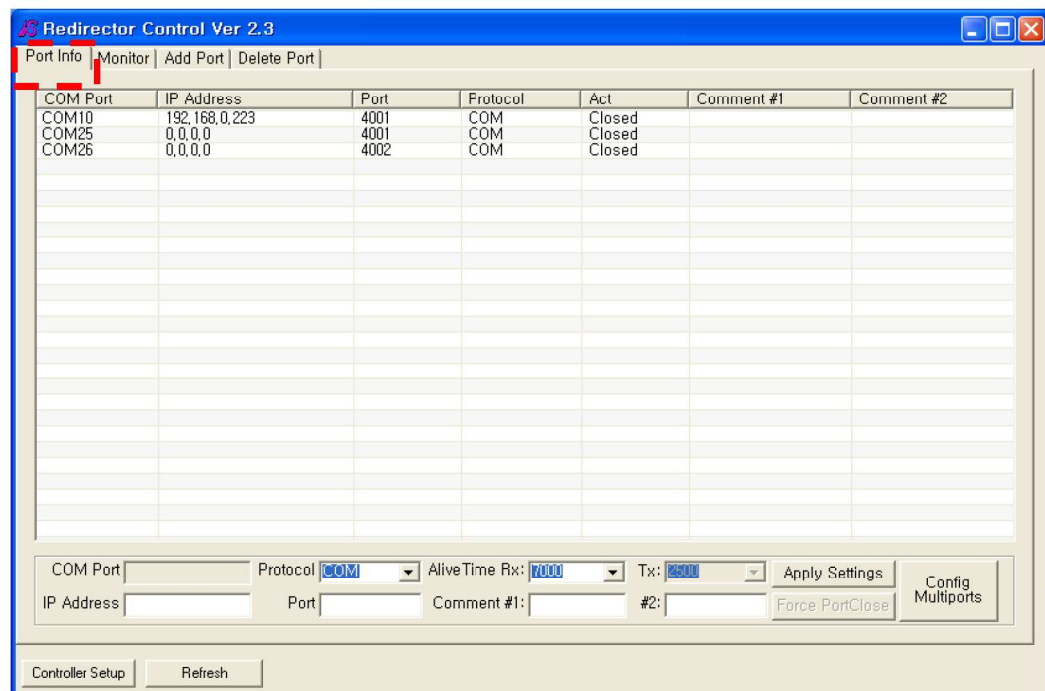 Redirector Control Ver 2.3
Port Info Monitor Add Port Delete Port
COM Port IP Address Port Frotocol Act Comment #1 Comment #2
COM10 192,168,0,223 4001 COM Closed
COM25 0,0,0,0 4001 COM Closed
COM26 0,0,0,0 4002 COM Closed
COM Port Protocol COM AliveTime Rx: 7000 Tx: 2500 Apply Settings Config Multiports
IP Address Port Comment #1: #2: Force PortClose
Controller Setup Refresh